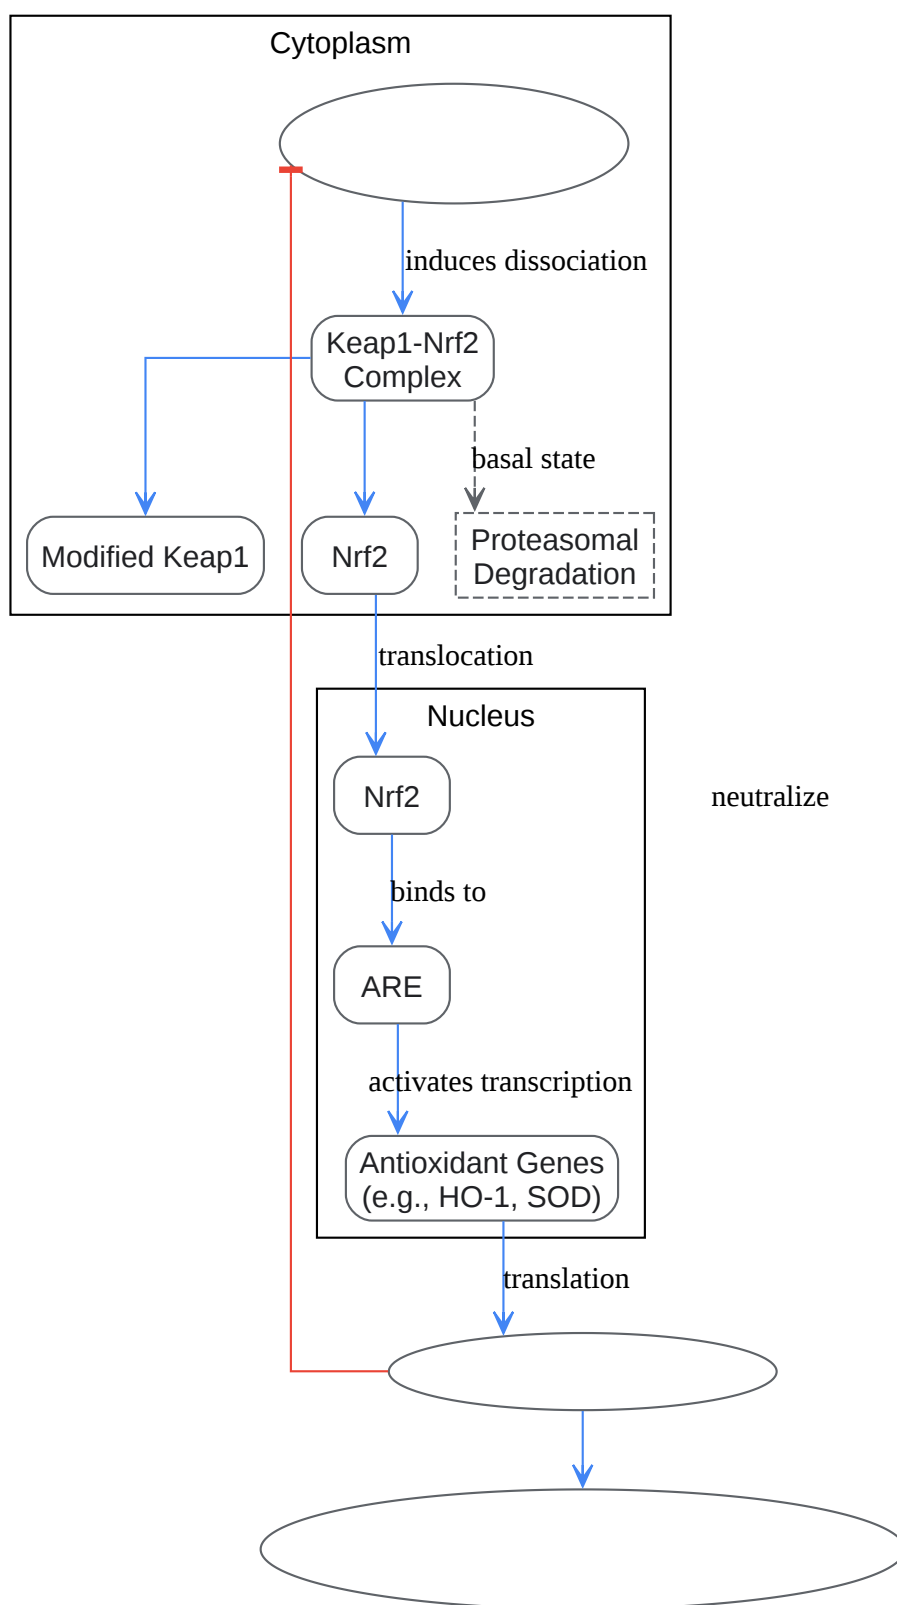 Cytoplasm
induces dissociation
Keap1-Nrf2
Complex
basal state
Modified Keap1
Nrf2
Proteasomal
Degradation
translocation
Nucleus
Nrf2
neutralize
binds to
ARE
activates transcription
Antioxidant Genes
(e.g., HO-1, SOD)
translation